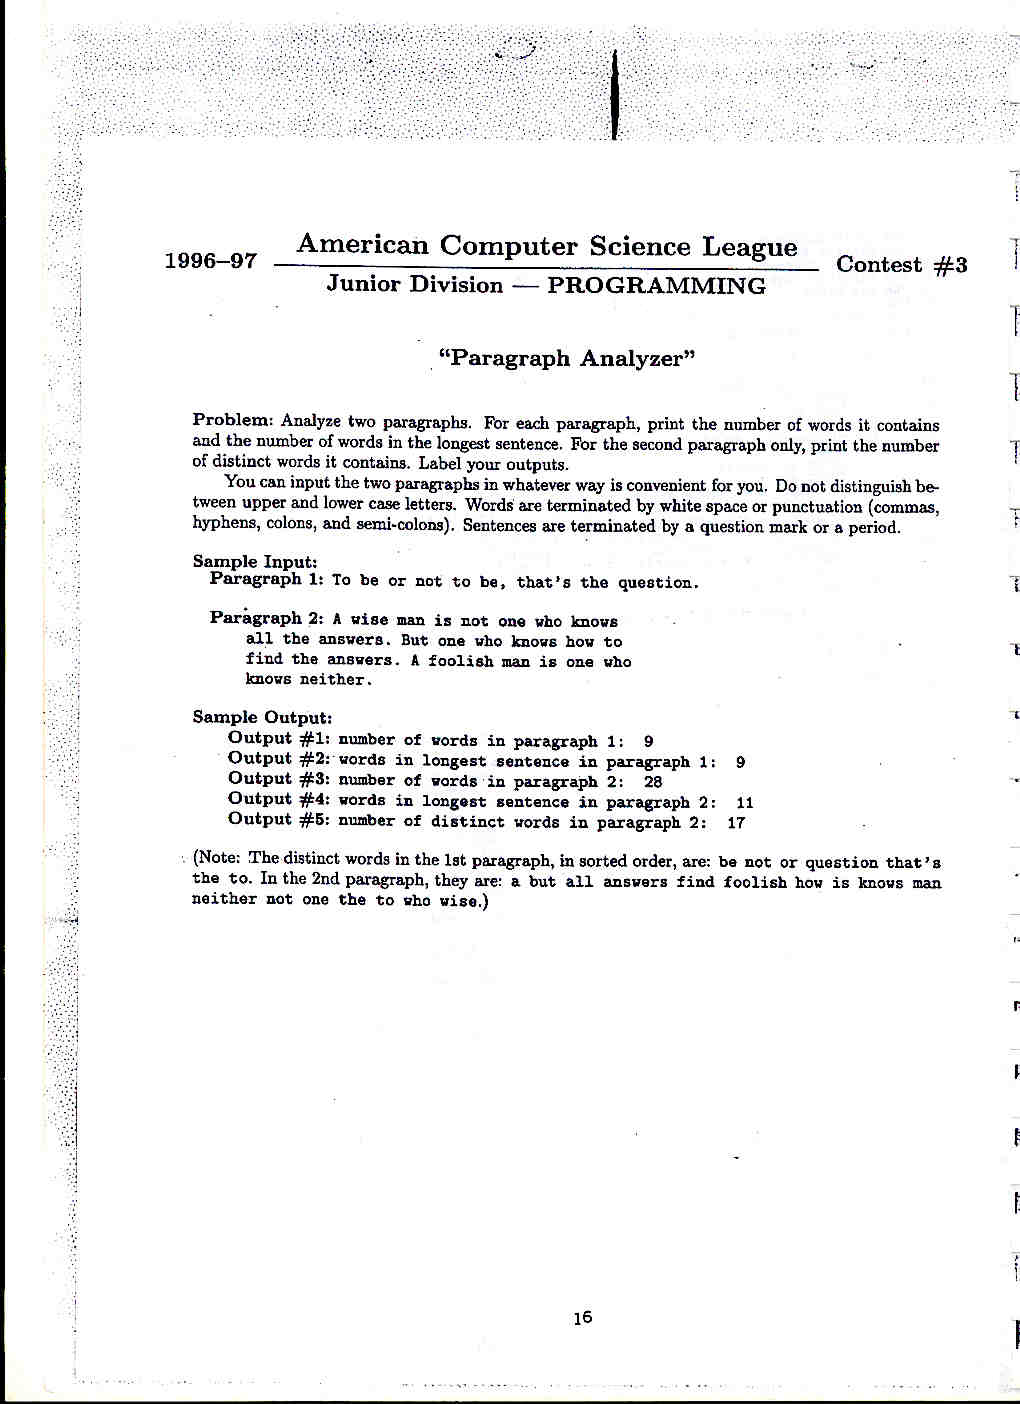 American Computer Science League
1996–97
Contest #3
Junior Division — PROGRAMMING
“Paragraph Analyzer”
Problem: Analyze two paragraphs. For each paragraph, print the number of words it contains
and the number of words in the longest sentence. For the second paragraph only, print the number
of distinct words it contains. Label your outputs.
You can input the two paragraphs in whatever way is convenient for you. Do not distinguish be-
tween upper and lower case letters. Words are terminated by white space or punctuation (commas,
hyphens, colons, and semi-colons). Sentences are terminated by a question mark or a period.
Sample Input:
Paragraph 1: To be or not to be, that's the question.
Paragraph 2: A wise man is not one who knows
all the answers. But one who knows how to
find the answers. A foolish man is one who
knows neither.
Sample Output:
Output #1: number of words in paragraph 1: 9
Output #2: words in longest sentence in paragraph 1: 9
Output #3: number of words in paragraph 2: 28
Output #4: words in longest sentence in paragraph 2: 11
Output #5: number of distinct words in paragraph 2: 17
(Note: The distinct words in the 1st paragraph, in sorted order, are: be not or question that's
the to. In the 2nd paragraph, they are: a but all answers find foolish how is knows man
neither not one the to who wise.)
16